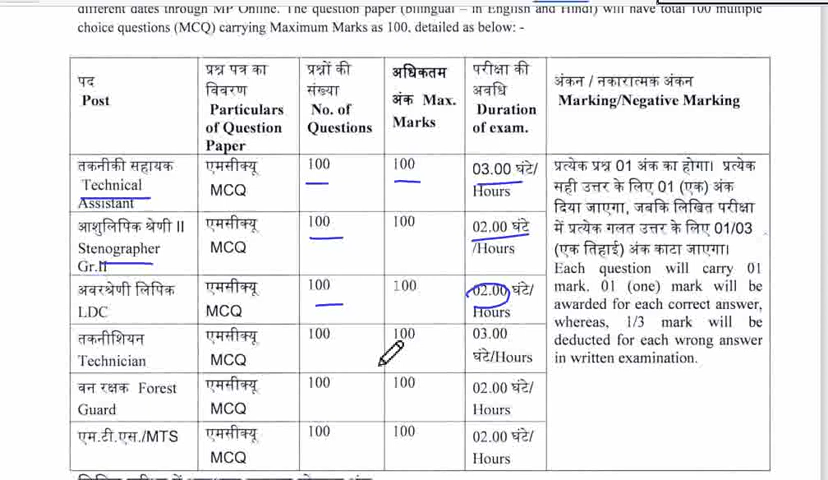 different dates through MP Online. The question paper (bilingual – in English and Hindi) will have total 100 multiple
choice questions (MCQ) carrying Maximum Marks as 100, detailed as below: -
पद
Post
प्रश्न पत्र का
विवरण
Particulars
of Question
Paper
प्रश्नों की
संख्या
No. of
Questions
अधिकतम
अंक Max.
Marks
परीक्षा की
अवधि
Duration
of exam.
अंकन / नकारात्मक अंकन
Marking/Negative Marking
तकनीकी सहायक
Technical
Assistant
एमसीक्यू
MCQ
100
100
03.00 घंटे/
Hours
आशुलिपिक श्रेणी II
Stenographer
Gr.II
एमसीक्यू
MCQ
100
100
02.00 घंटे
/Hours
अवरश्रेणी लिपिक
LDC
एमसीक्यू
MCQ
100
100
02.00 घंटे/
Hours
तकनीशियन
Technician
एमसीक्यू
MCQ
100
100
03.00
घंटे/Hours
वन रक्षक Forest
Guard
एमसीक्यू
MCQ
100
100
02.00 घंटे/
Hours
एम.टी.एस./MTS
एमसीक्यू
MCQ
100
100
02.00 घंटे/
Hours
प्रत्येक प्रश्न 01 अंक का होगा। प्रत्येक
सही उत्तर के लिए 01 (एक) अंक
दिया जाएगा, जबकि लिखित परीक्षा
में प्रत्येक गलत उत्तर के लिए 01/03
(एक तिहाई) अंक काटा जाएगा।
Each question will carry 01
mark. 01 (one) mark will be
awarded for each correct answer,
whereas, 1/3 mark will be
deducted for each wrong answer
in written examination.